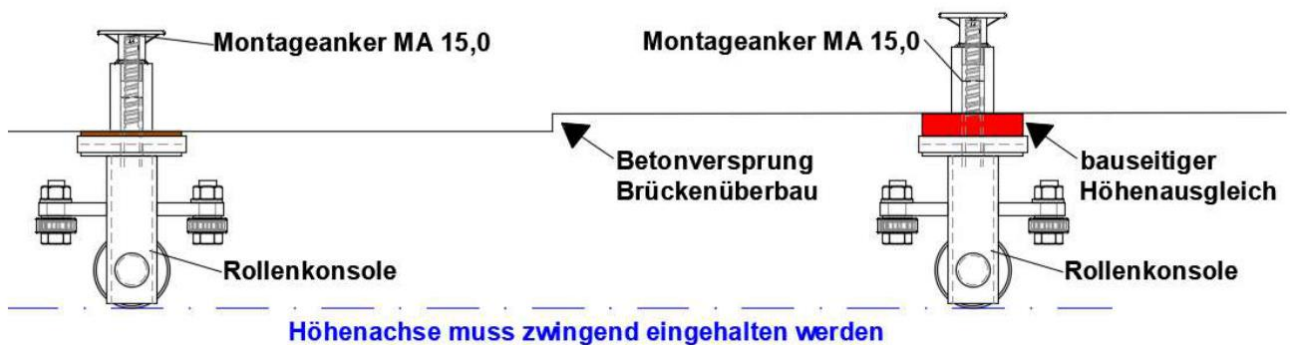 Montageanker MA 15,0
Montageanker MA 15,0
Betonversprung
Brückenüberbau
bauseitiger
Höhenausgleich
Rollenkonsole
Rollenkonsole
Höhenachse muss zwingend eingehalten werden